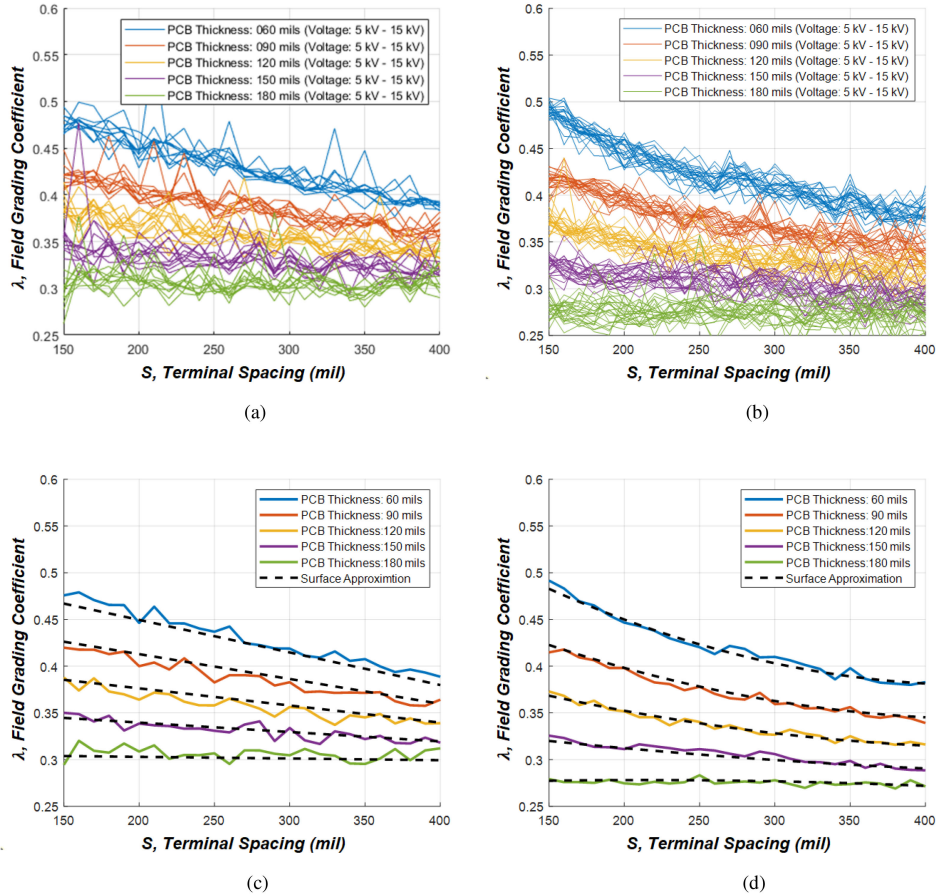 PCB Thickness: 060 mils (Voltage: 5 kV - 15 kV)
PCB Thickness: 090 mils (Voltage: 5 kV - 15 kV)
PCB Thickness: 120 mils (Voltage: 5 kV - 15 kV)
PCB Thickness: 150 mils (Voltage: 5 kV - 15 kV)
PCB Thickness: 180 mils (Voltage: 5 kV - 15 kV)
0.6
0.55
0.5
0.45
0.4
0.35
0.3
0.25
λ, Field Grading Coefficient
150 200 250 300 350 400
S, Terminal Spacing (mil)
(a)
PCB Thickness: 060 mils (Voltage: 5 kV - 15 kV)
PCB Thickness: 090 mils (Voltage: 5 kV - 15 kV)
PCB Thickness: 120 mils (Voltage: 5 kV - 15 kV)
PCB Thickness: 150 mils (Voltage: 5 kV - 15 kV)
PCB Thickness: 180 mils (Voltage: 5 kV - 15 kV)
0.6
0.55
0.5
0.45
0.4
0.35
0.3
0.25
λ, Field Grading Coefficient
150 200 250 300 350 400
S, Terminal Spacing (mil)
(b)
PCB Thickness: 60 mils
PCB Thickness: 90 mils
PCB Thickness:120 mils
PCB Thickness:150 mils
PCB Thickness:180 mils
Surface Approximtion
0.6
0.55
0.5
0.45
0.4
0.35
0.3
0.25
λ, Field Grading Coefficient
150 200 250 300 350 400
S, Terminal Spacing (mil)
(c)
PCB Thickness: 60 mils
PCB Thickness: 90 mils
PCB Thickness:120 mils
PCB Thickness:150 mils
PCB Thickness:180 mils
Surface Approximation
0.6
0.55
0.5
0.45
0.4
0.35
0.3
0.25
λ, Field Grading Coefficient
150 200 250 300 350 400
S, Terminal Spacing (mil)
(d)